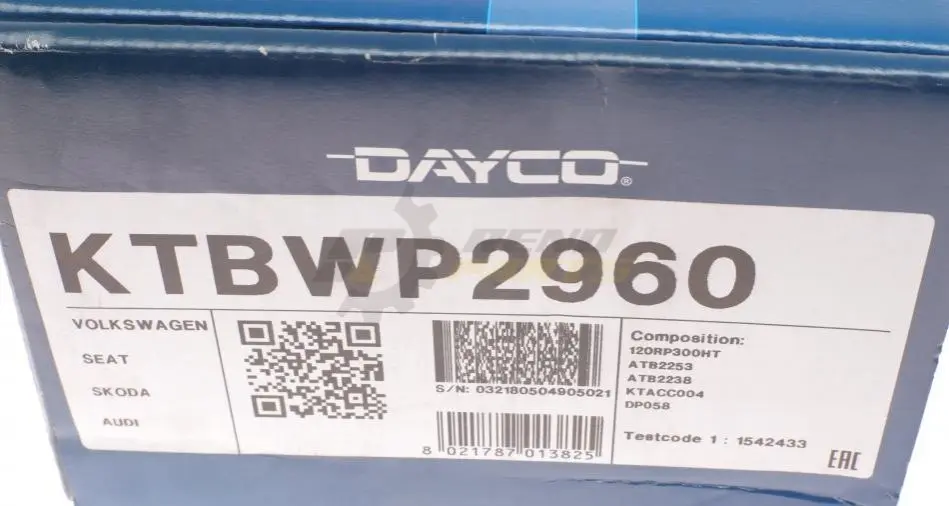 DAYCO®
KTBWP2960
VOLKSWAGEN
SEAT
SKODA
AUDI
S/N: 032180504905021
8 021787 013825
Composition:
120RP300HT
ATB2253
ATB2238
KTACC004
DP058
Testcode 1 : 1542433
EAC